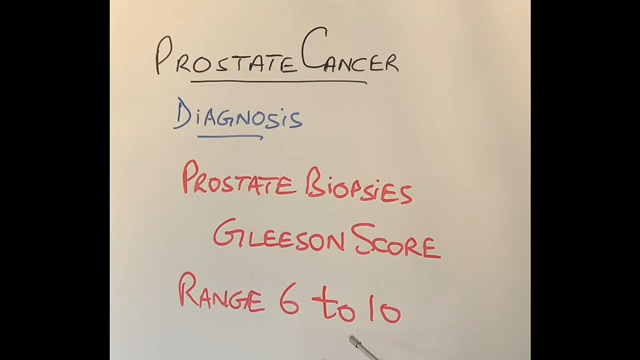 PROSTATE CANCER
DIAGNOSIS
PROSTATE BIOPSIES
GLEESON SCORE
RANGE 6 to 10